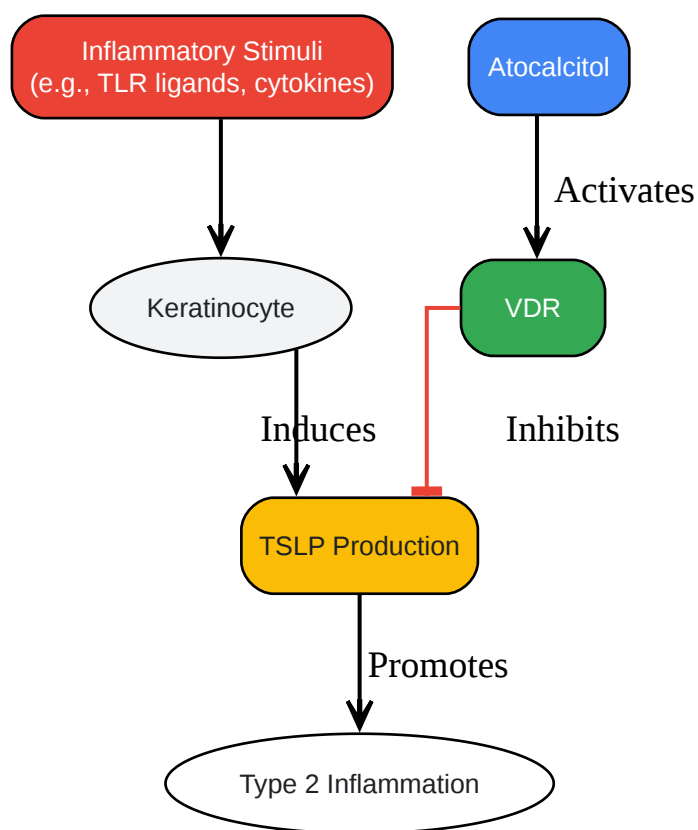 Inflammatory Stimuli
(e.g., TLR ligands, cytokines)
Atocalcitol
Activates
Keratinocyte
VDR
Induces
Inhibits
TSLP Production
Promotes
Type 2 Inflammation